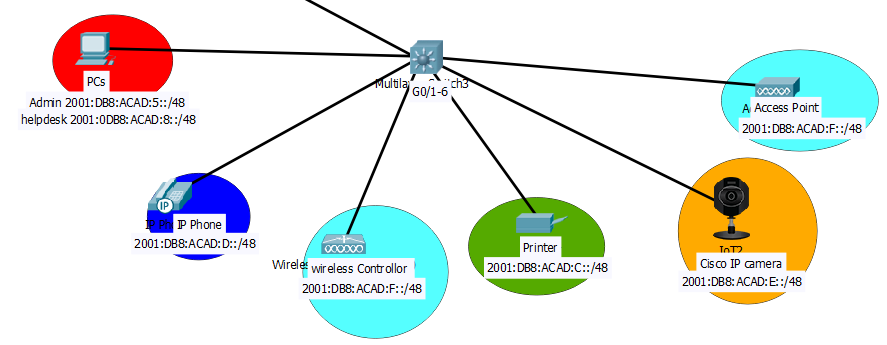 PCs
Admin 2001:DB8:ACAD:5::/48
helpdesk 2001:0DB8:ACAD:8::/48
G0/1-6
Access Point
2001:DB8:ACAD:F::/48
IP
IP Phone
2001:DB8:ACAD:D::/48
wireless Controllor
2001:DB8:ACAD:F::/48
Printer
2001:DB8:ACAD:C::/48
IoT2
Cisco IP camera
2001:DB8:ACAD:E::/48